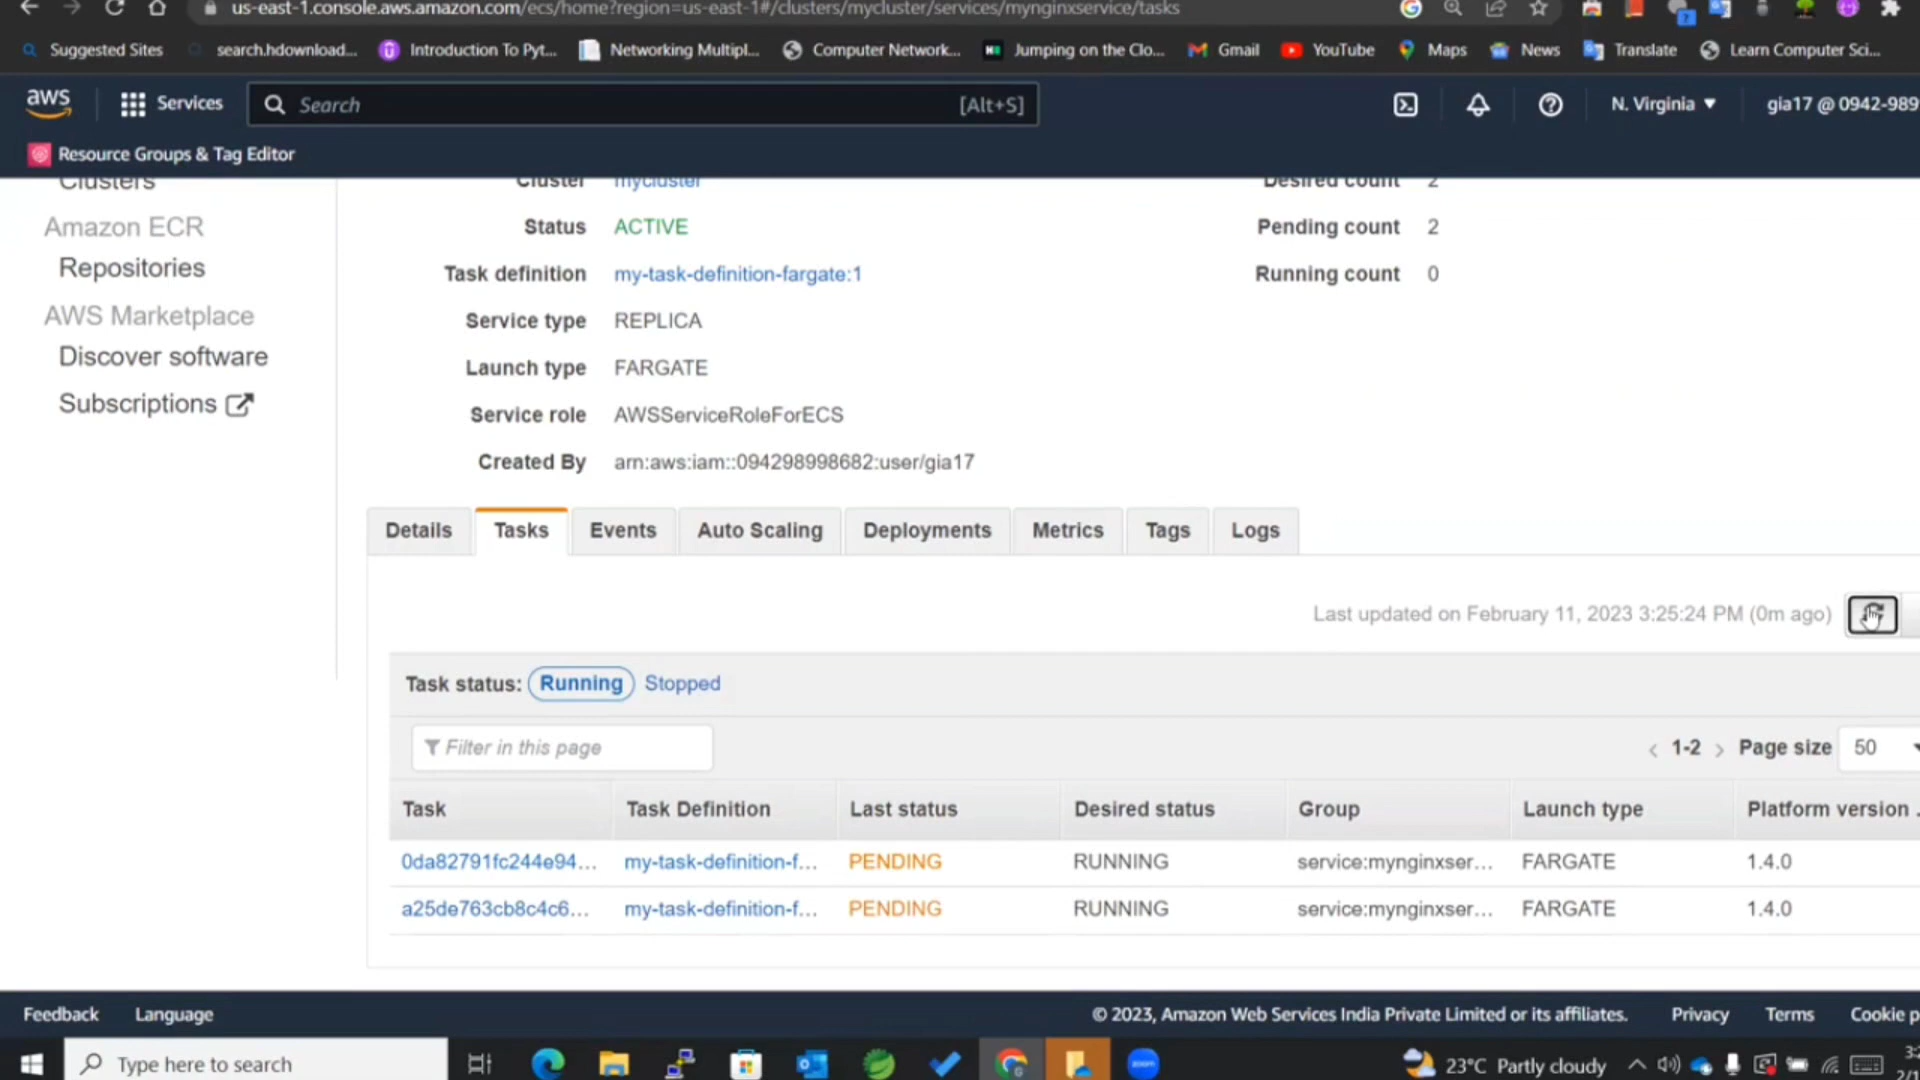 us-east-1.console.aws.amazon.com/ecs/home?region=us-east-1#/clusters/mycluster/services/mynginxservice/tasks
Suggested Sites search.hdownload... Introduction To Pyt... Networking Multipl... Computer Network... Jumping on the Clo... Gmail YouTube Maps News Translate Learn Computer Sci...
aws Services Search [Alt+S] N. Virginia ▼ gia17 @ 0942-989
Resource Groups & Tag Editor
Clusters
Amazon ECR
Repositories
AWS Marketplace
Discover software
Subscriptions
Cluster mycluster Desired count 2
Status ACTIVE Pending count 2
Task definition my-task-definition-fargate:1 Running count 0
Service type REPLICA
Launch type FARGATE
Service role AWSServiceRoleForECS
Created By arn:aws:iam::094298998682:user/gia17
Details Tasks Events Auto Scaling Deployments Metrics Tags Logs
Last updated on February 11, 2023 3:25:24 PM (0m ago)
Task status: Running Stopped
Filter in this page < 1-2 > Page size 50
Task Task Definition Last status Desired status Group Launch type Platform version
0da82791fc244e94... my-task-definition-f... PENDING RUNNING service:mynginxser... FARGATE 1.4.0
a25de763cb8c4c6... my-task-definition-f... PENDING RUNNING service:mynginxser... FARGATE 1.4.0
Feedback Language © 2023, Amazon Web Services India Private Limited or its affiliates. Privacy Terms Cookie p
Type here to search zoom 23°C Partly cloudy